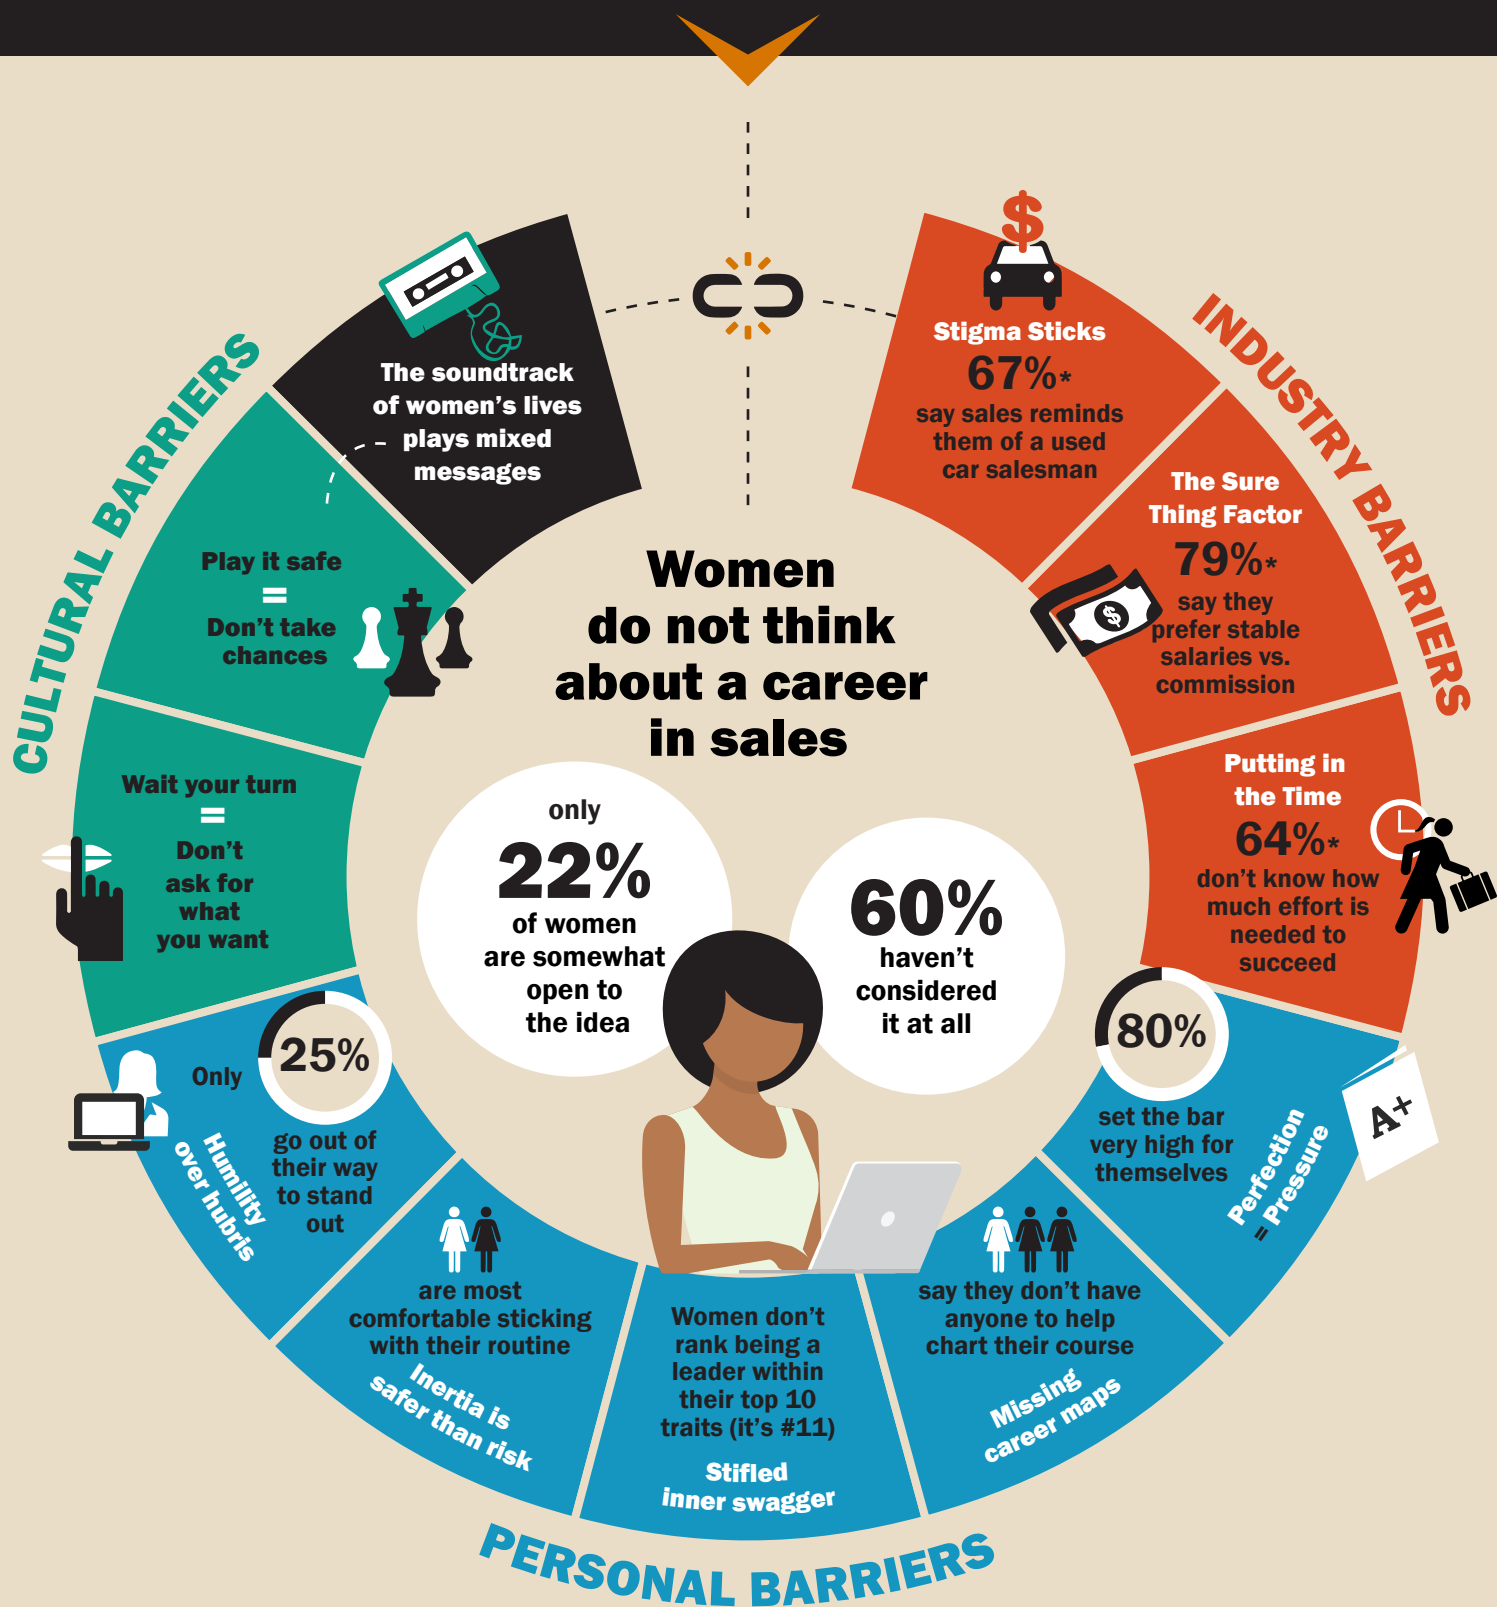 The soundtrack
of women's lives
plays mixed
messages
CULTURAL BARRIERS
Play it safe
=
Don't take
chances
Wait your turn
=
Don't
ask for
what
you want
$
Stigma Sticks
67%*
say sales reminds
them of a used
car salesman
INDUSTRY BARRIERS
The Sure
Thing Factor
79%*
say they
prefer stable
salaries vs.
commission
$
Putting in
the Time
64%*
don't know how
much effort is
needed to
succeed
Women
do not think
about a career
in sales
only
22%
of women
are somewhat
open to
the idea
60%
haven't
considered
it at all
Only
25%
go out of
their way
to stand
out
Humility
over hubris
are most
comfortable sticking
with their routine
Inertia is
safer than risk
Women don't
rank being a
leader within
their top 10
traits (it's #11)
Stifled
inner swagger
say they don't have
anyone to help
chart their course
Missing
career maps
80%
set the bar
very high for
themselves
Perfection
= Pressure
A+
PERSONAL BARRIERS